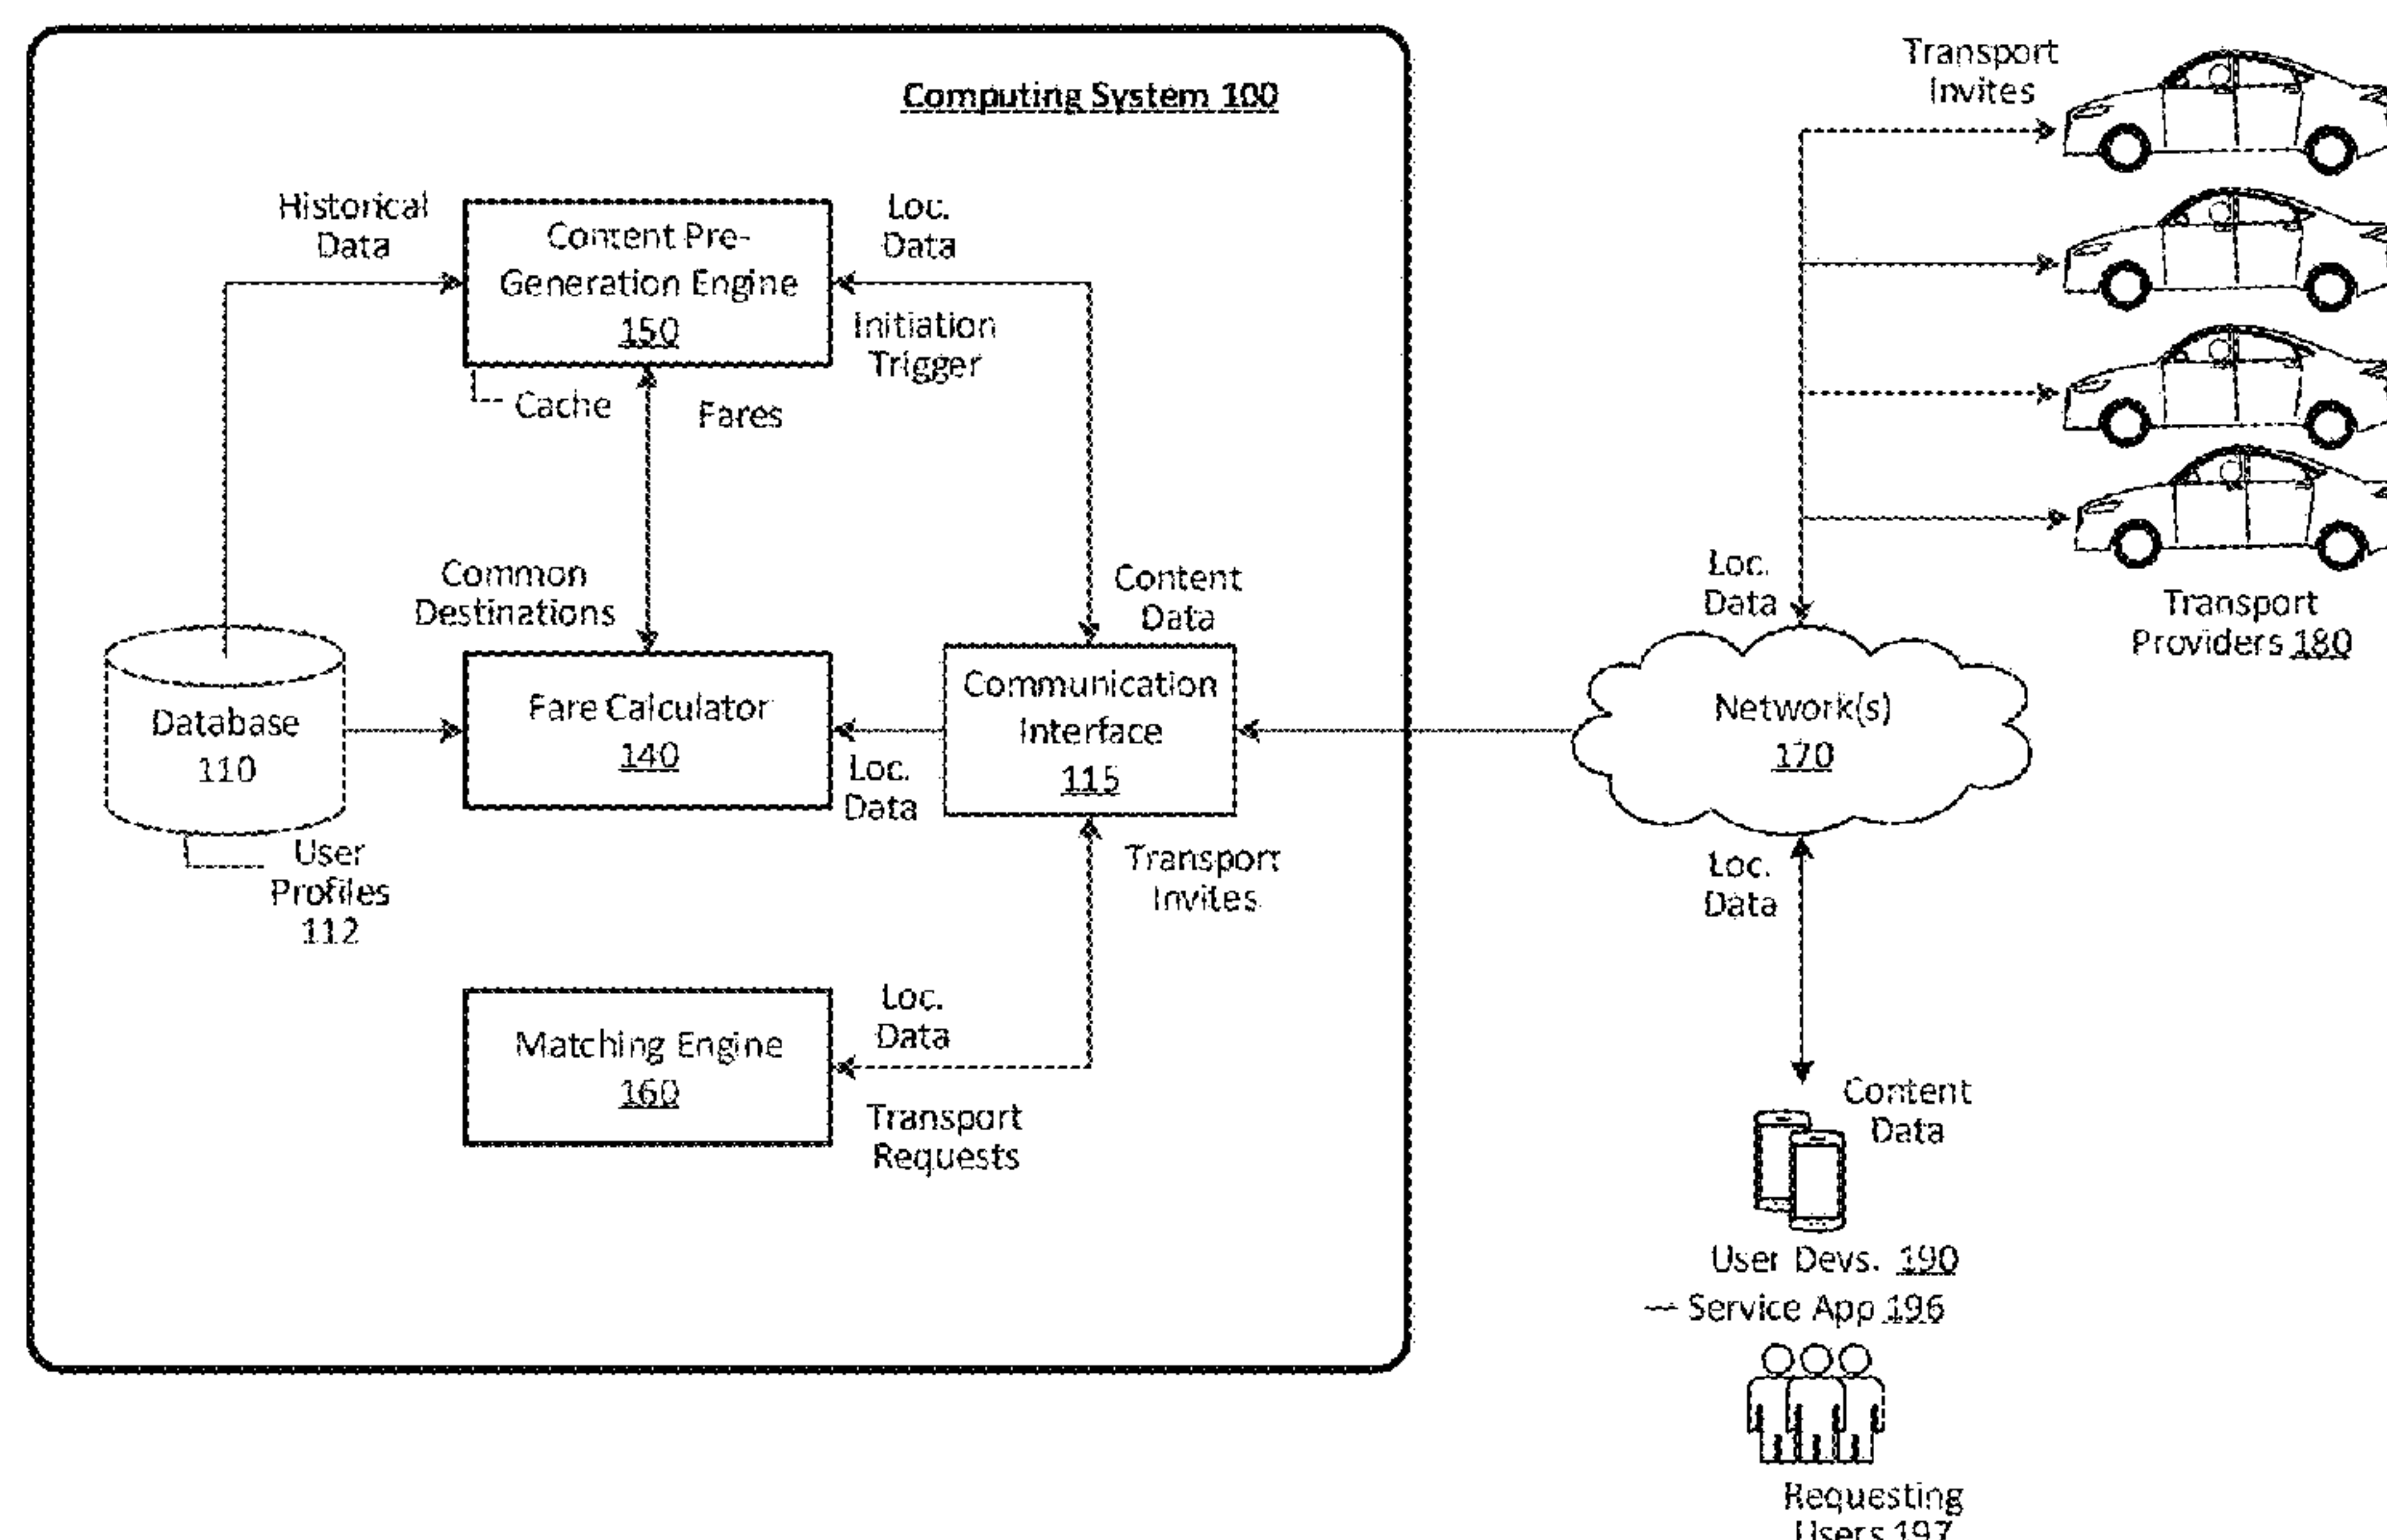 Computing System 100
Historical
Data
Content Pre-
Generation Engine
150
Loc.
Data
Initiation
Trigger
Cache
Fares
Common
Destinations
Content
Data
Database
110
User
Profiles
112
Fare Calculator
140
Loc.
Data
Communication
Interface
115
Transport
Invites
Matching Engine
160
Loc.
Data
Transport
Requests
Transport
Invites
Loc.
Data
Transport
Providers 180
Network(s)
170
Loc.
Data
Content
Data
User Devs. 190
Service App 196
Requesting
Users 197